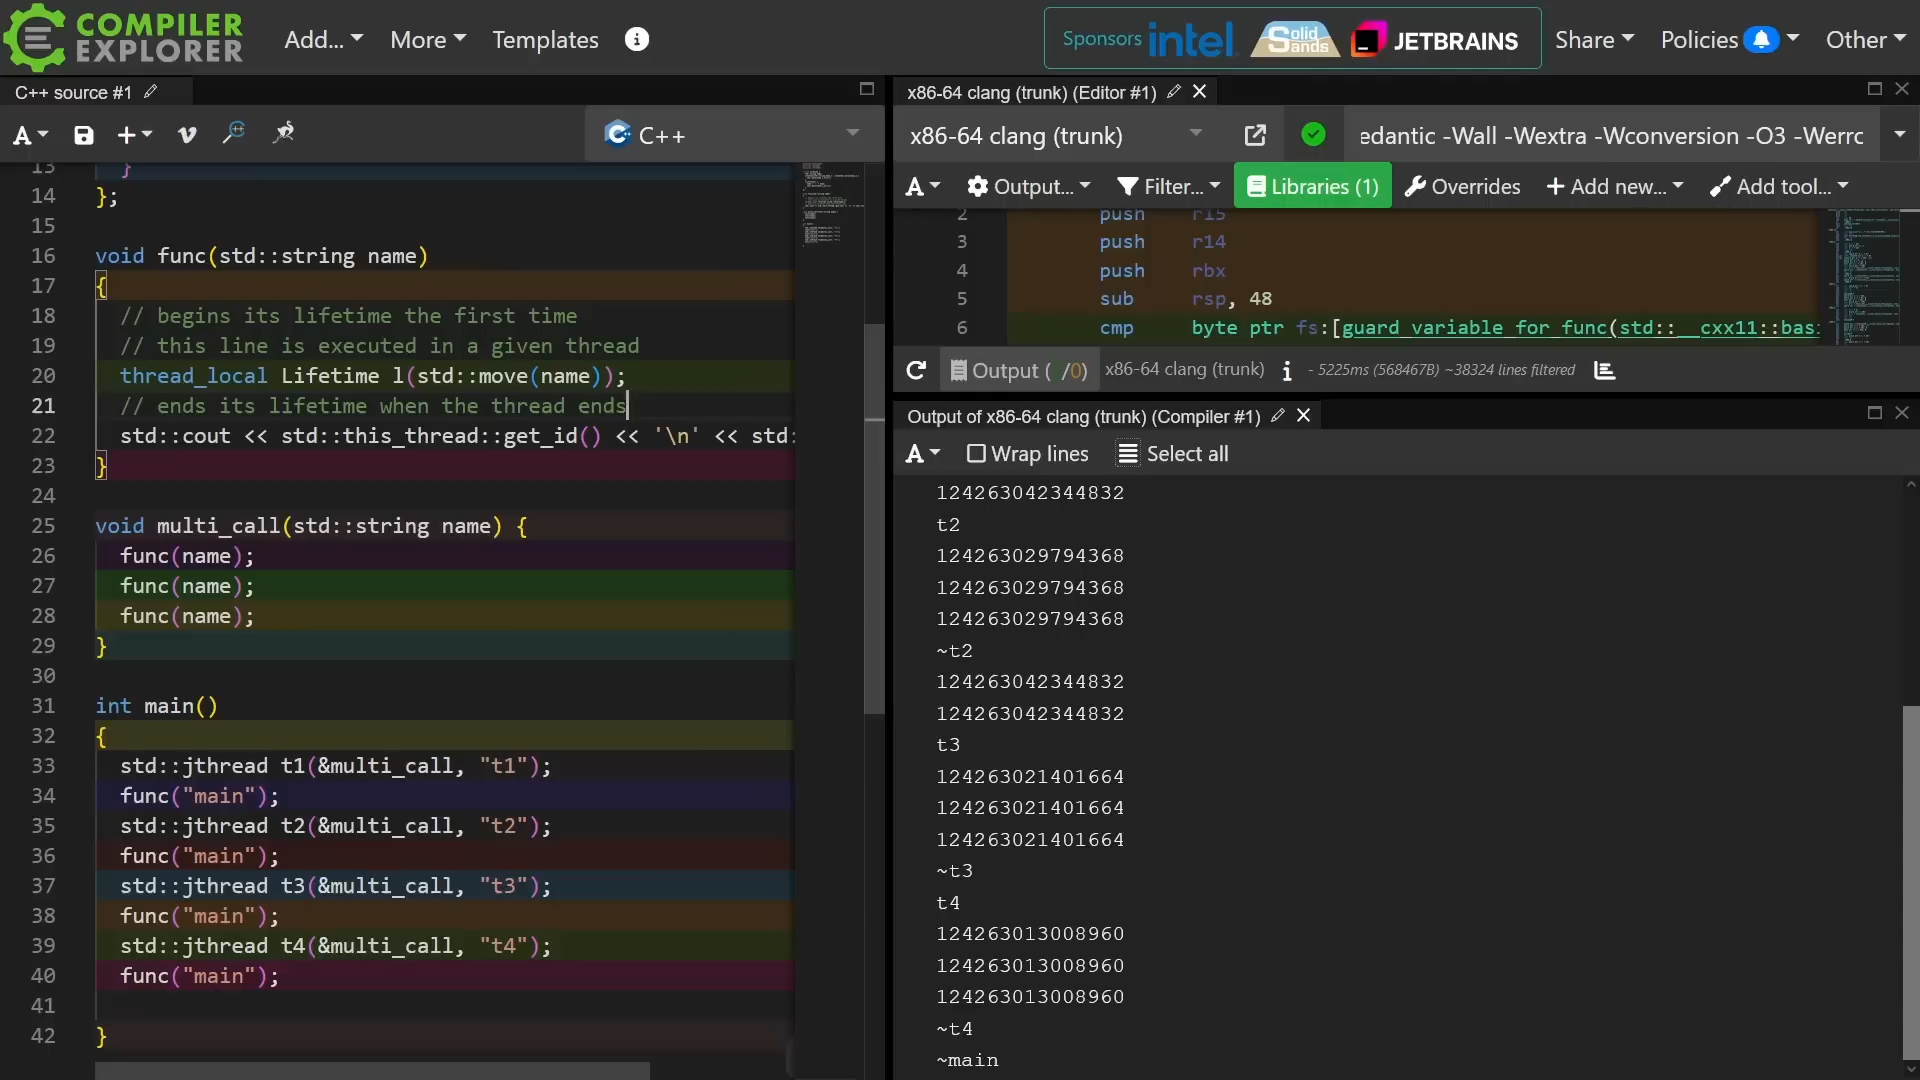 COMPILER
EXPLORER
Add...
More
Templates
Sponsors
intel
Solid
Sands
JETBRAINS
Share
Policies
Other
C++ source #1
A
C++
13 }
14 };
15
16 void func(std::string name)
17 {
18 // begins its lifetime the first time
19 // this line is executed in a given thread
20 thread_local Lifetime l(std::move(name));
21 // ends its lifetime when the thread ends
22 std::cout << std::this_thread::get_id() << '\n' << std:
23 }
24
25 void multi_call(std::string name) {
26 func(name);
27 func(name);
28 func(name);
29 }
30
31 int main()
32 {
33 std::jthread t1(&multi_call, "t1");
34 func("main");
35 std::jthread t2(&multi_call, "t2");
36 func("main");
37 std::jthread t3(&multi_call, "t3");
38 func("main");
39 std::jthread t4(&multi_call, "t4");
40 func("main");
41
42 }
x86-64 clang (trunk) (Editor #1)
x86-64 clang (trunk)
edantic -Wall -Wextra -Wconversion -O3 -Werrc
A
Output...
Filter...
Libraries (1)
Overrides
+ Add new...
Add tool...
2 push r15
3 push r14
4 push rbx
5 sub rsp, 48
6 cmp byte ptr fs:[guard variable for func(std::__cxx11::bas:
Output ( /0)
x86-64 clang (trunk)
- 5225ms (568467B) ~38324 lines filtered
Output of x86-64 clang (trunk) (Compiler #1)
A
Wrap lines
Select all
124263042344832
t2
124263029794368
124263029794368
124263029794368
~t2
124263042344832
124263042344832
t3
124263021401664
124263021401664
124263021401664
~t3
t4
124263013008960
124263013008960
124263013008960
~t4
~main